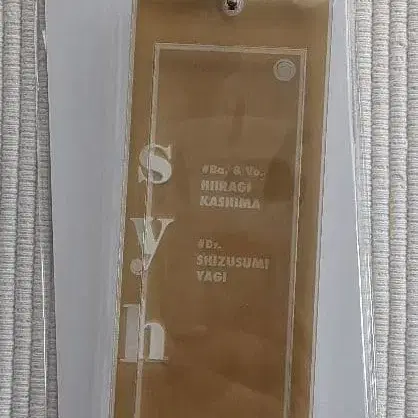 s
y
h
#Ba. & Vo.
HIIRAGI
KASHIMA
#Dr.
SHIZUSUMI
YAGI